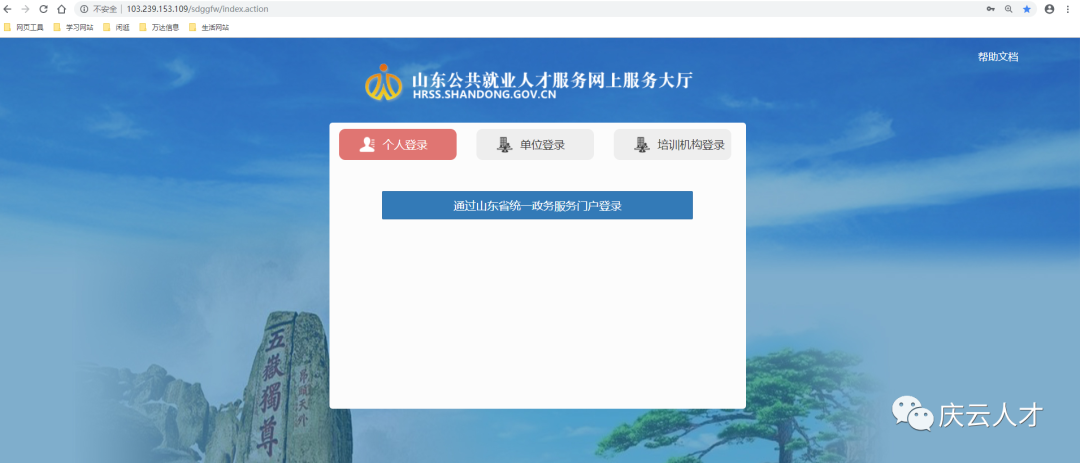 不安全 | 103.239.153.109/sdggfw/index.action
网页工具 学习网站 闲逛 万达信息 生活网站
帮助文档
山东公共就业人才服务网上服务大厅
HRSS.SHANDONG.GOV.CN
个人登录 单位登录 培训机构登录
通过山东省统一政务服务门户登录
五嶽獨尊
昂頭天外
庆云人才